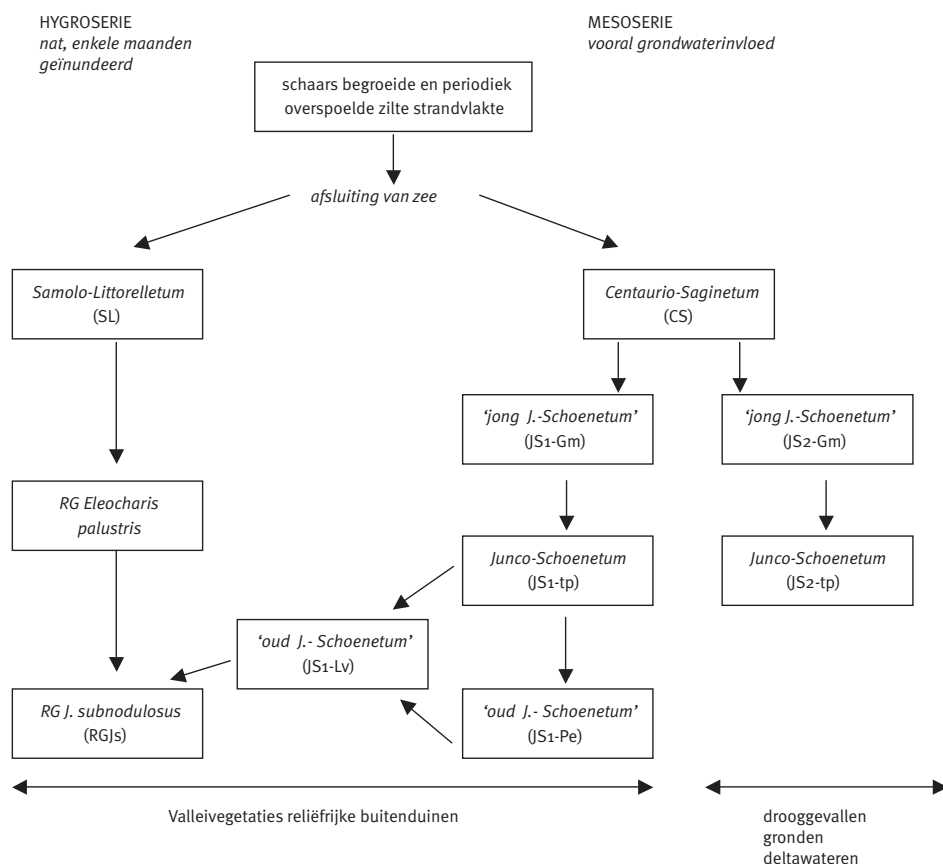 HYGROSERIE
nat, enkele maanden
geïnundeerd
MESOSERIE
vooral grondwaterinvloed
schaars begroeide en periodiek
overspoelde zilte strandvlakte
afsluiting van zee
Samolo-Littorelletum
(SL)
Centaurio-Saginetum
(CS)
‘jong J.-Schoenetum’
(JS1-Gm)
‘jong J.-Schoenetum’
(JS2-Gm)
RG Eleocharis
palustris
Junco-Schoenetum
(JS1-tp)
Junco-Schoenetum
(JS2-tp)
‘oud J.- Schoenetum’
(JS1-Lv)
RG J. subnodulosus
(RGJs)
‘oud J.- Schoenetum’
(JS1-Pe)
Valleivegetaties reliëfrijke buitenduinen
drooggevallen
gronden
deltawateren